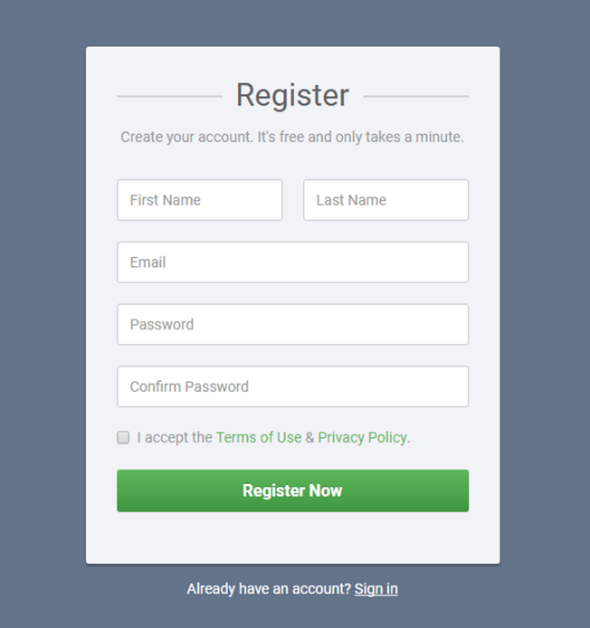 Register
Create your account. It's free and only takes a minute.
First Name Last Name
Email
Password
Confirm Password
I accept the Terms of Use & Privacy Policy.
Register Now
Already have an account? Sign in